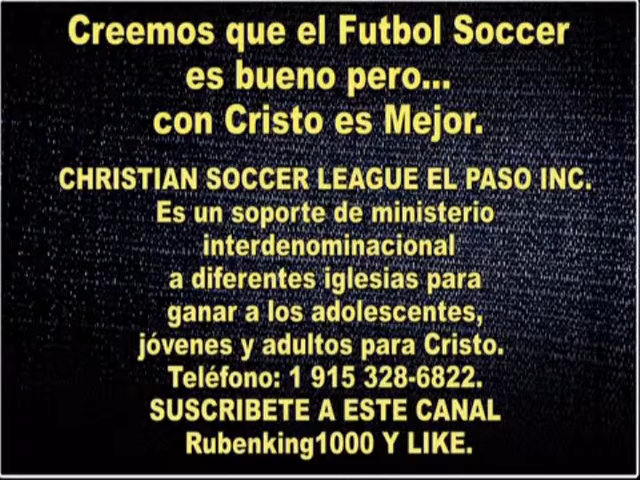 Creemos que el Futbol Soccer
es bueno pero...
con Cristo es Mejor.
CHRISTIAN SOCCER LEAGUE EL PASO INC.
Es un soporte de ministerio
interdenominacional
a diferentes iglesias para
ganar a los adolescentes,
jóvenes y adultos para Cristo.
Teléfono: 1 915 328-6822.
SUSCRIBETE A ESTE CANAL
Rubenking1000 Y LIKE.